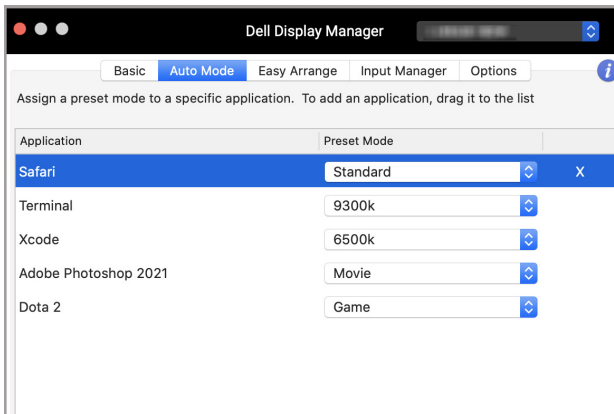 Dell Display Manager
Basic Auto Mode Easy Arrange Input Manager Options i
Assign a preset mode to a specific application. To add an application, drag it to the list
Application Preset Mode
Safari Standard X
Terminal 9300k
Xcode 6500k
Adobe Photoshop 2021 Movie
Dota 2 Game